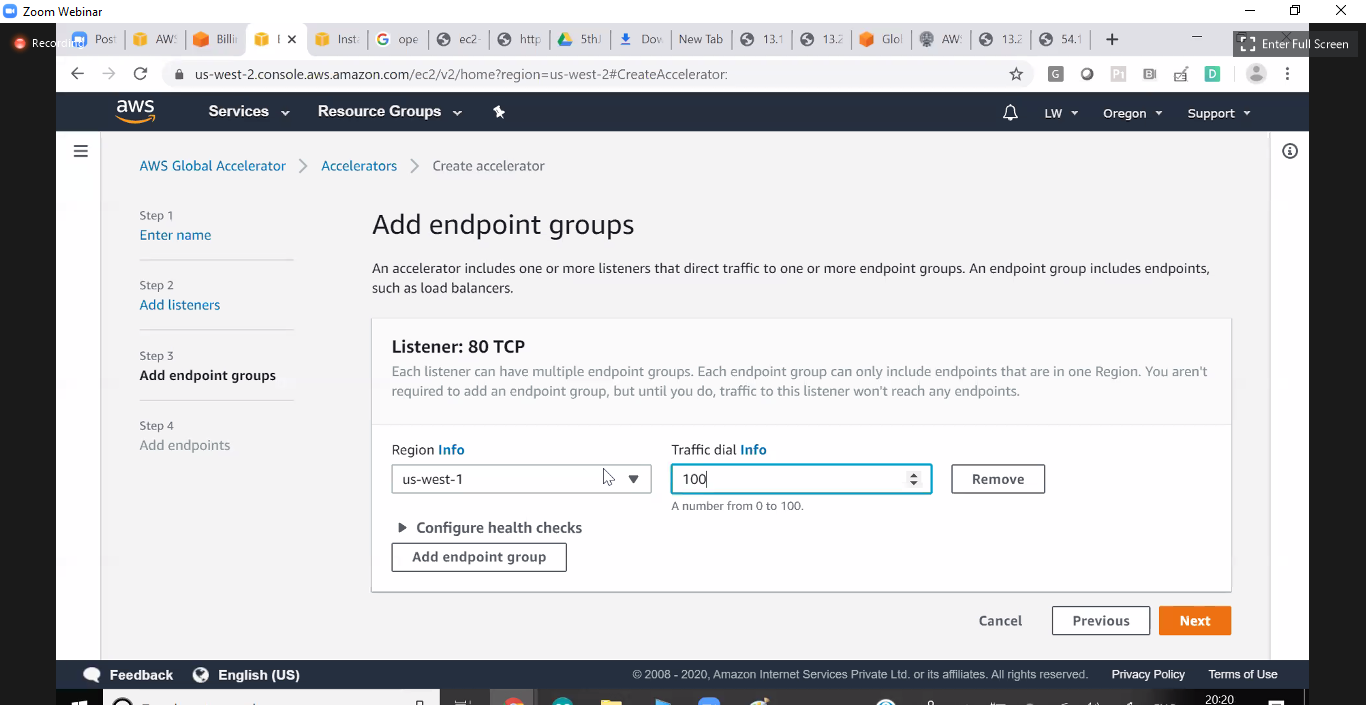 Zoom Webinar
Recording
Post
AWS
Billi
I
Inst
ope
ec2-
http
5thJ
Dow
New Tab
13.1
13.2
Glol
AWS
13.2
54.1
Enter Full Screen
us-west-2.console.aws.amazon.com/ec2/v2/home?region=us-west-2#CreateAccelerator:
aws
Services
Resource Groups
LW
Oregon
Support
AWS Global Accelerator
Accelerators
Create accelerator
Step 1
Enter name
Step 2
Add listeners
Step 3
Add endpoint groups
Step 4
Add endpoints
Add endpoint groups
An accelerator includes one or more listeners that direct traffic to one or more endpoint groups. An endpoint group includes endpoints,
such as load balancers.
Listener: 80 TCP
Each listener can have multiple endpoint groups. Each endpoint group can only include endpoints that are in one Region. You aren't
required to add an endpoint group, but until you do, traffic to this listener won't reach any endpoints.
Region Info
Traffic dial Info
us-west-1
100
Remove
A number from 0 to 100.
Configure health checks
Add endpoint group
Cancel
Previous
Next
Feedback
English (US)
© 2008 - 2020, Amazon Internet Services Private Ltd. or its affiliates. All rights reserved.
Privacy Policy
Terms of Use
20:20